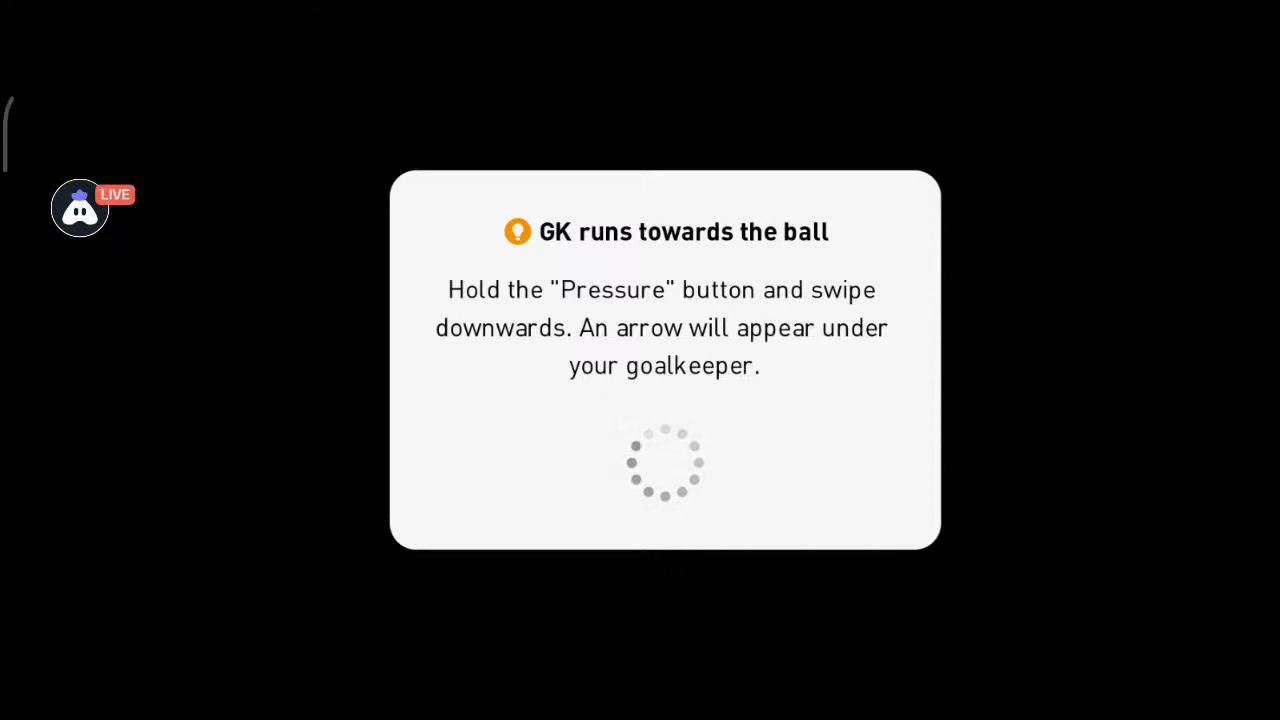 LIVE
GK runs towards the ball
Hold the "Pressure" button and swipe
downwards. An arrow will appear under
your goalkeeper.